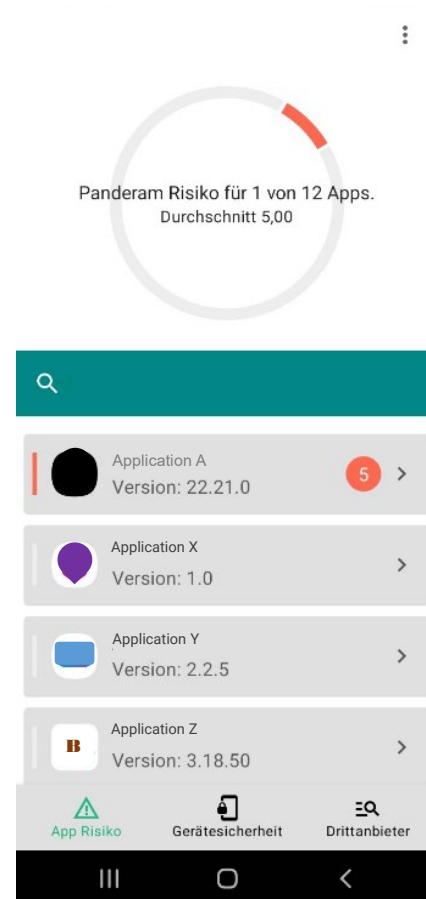 Panderam Risiko für 1 von 12 Apps.
Durchschnitt 5,00
Application A
Version: 22.21.0
5
Application X
Version: 1.0
Application Y
Version: 2.2.5
Application Z
Version: 3.18.50
B
App Risiko
Gerätesicherheit
Drittanbieter